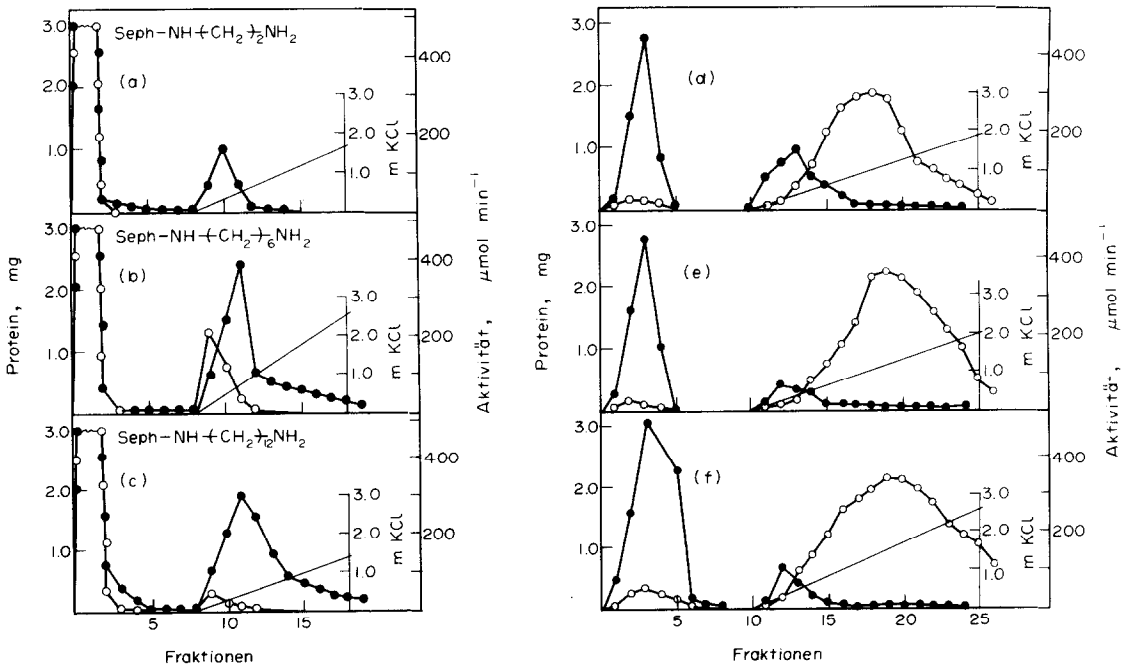 Seph-NH-(CH₂)₂NH₂
(a)
3.0
2.0
1.0
3.0
2.0
1.0
m KCl
400
200
Seph-NH-(CH₂)₆NH₂
(b)
3.0
2.0
1.0
3.0
2.0
1.0
m KCl
400
200
Seph-NH-(CH₂)₁₂NH₂
(c)
3.0
2.0
1.0
3.0
2.0
1.0
m KCl
400
200
5 10 15
Protein, mg
Aktivität, µmol min⁻¹
Fraktionen
(d)
3.0
2.0
1.0
3.0
2.0
1.0
m KCl
400
200
(e)
3.0
2.0
1.0
3.0
2.0
1.0
m KCl
400
200
(f)
3.0
2.0
1.0
3.0
2.0
1.0
m KCl
400
200
5 10 15 20 25
Protein, mg
Aktivitä-, µmol min⁻¹
Fraktionen